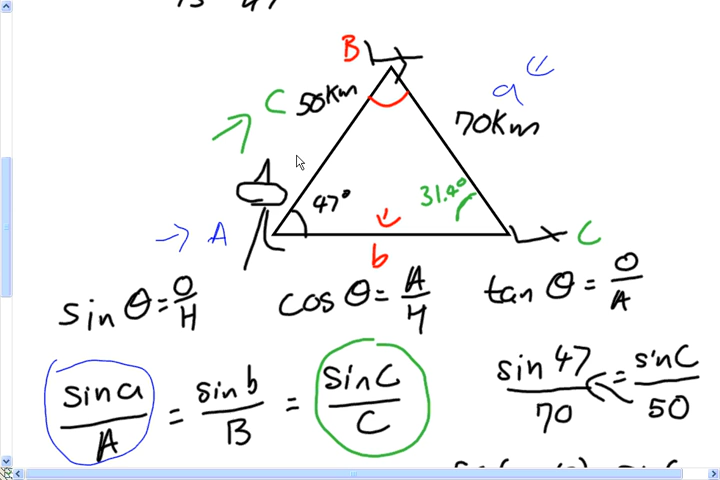 B
C 50Km
a
70Km
47°
31.4°
A
b
C
sin θ = O/H
cos θ = A/H
tan θ = O/A
sin a/A = sin b/B = sin C/C
sin 47/70 = sin C/50